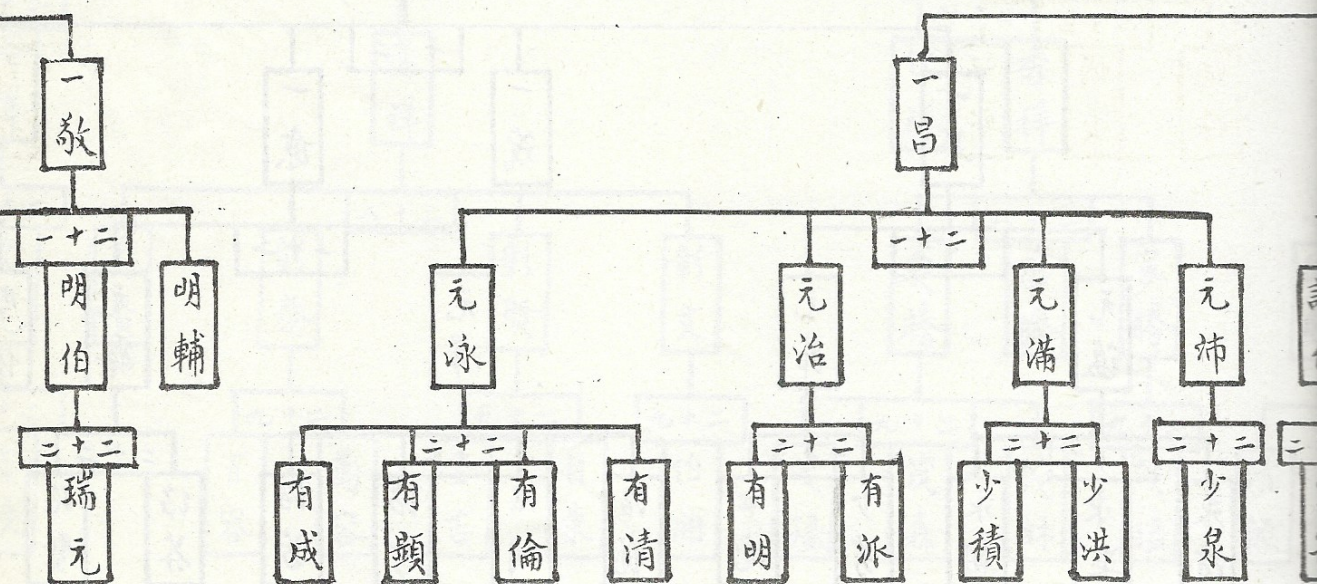 一昌
一敬
二十一
二十一
元沛
元滿
元治
元泳
明輔
明伯
二十二
二十二
二十二
二十二
二十二
少泉
少洪
少積
有派
有明
有清
有倫
有顯
有成
瑞元